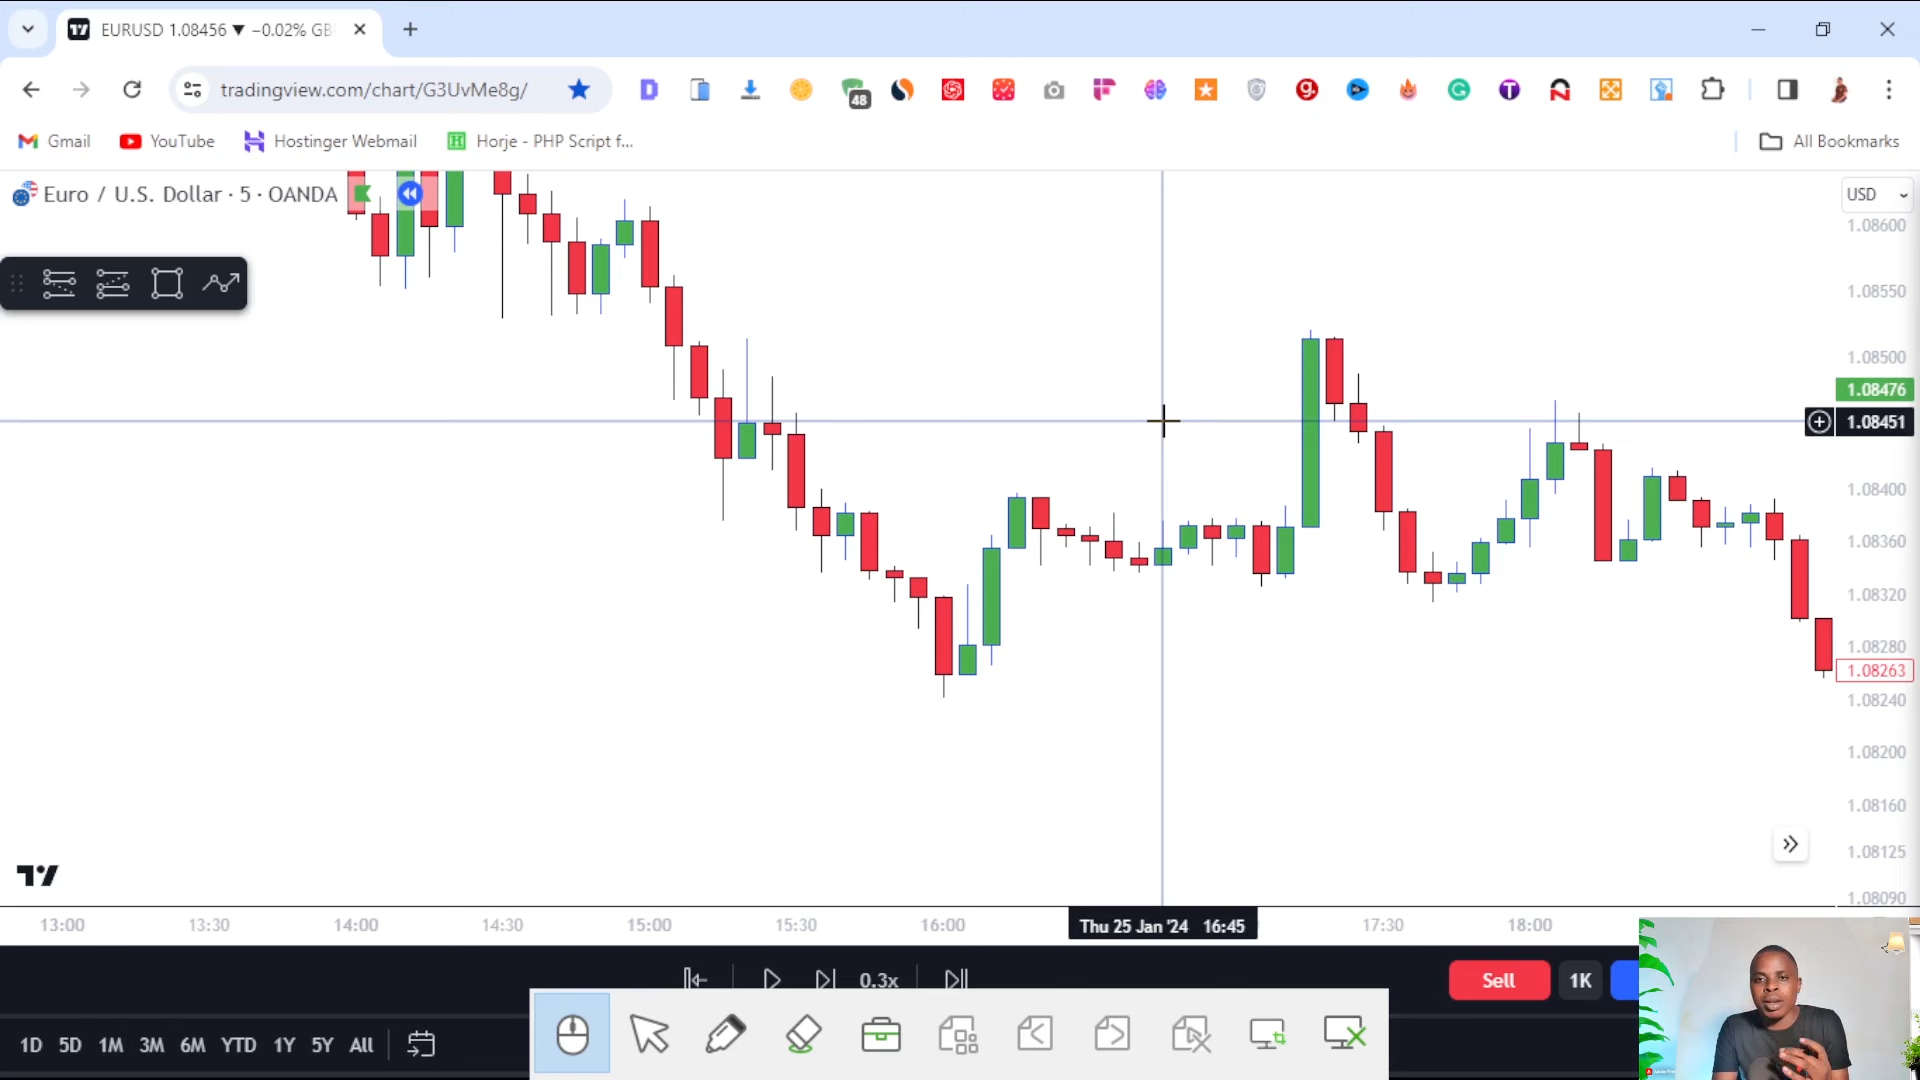 EURUSD 1.08456 ▼ −0.02% GB
tradingview.com/chart/G3UvMe8g/
48
Gmail
YouTube
Hostinger Webmail
Horje - PHP Script f...
All Bookmarks
Euro / U.S. Dollar · 5 · OANDA
USD
1.08600
1.08550
1.08500
1.08476
1.08451
1.08400
1.08360
1.08320
1.08280
1.08263
1.08240
1.08200
1.08160
1.08125
1.08090
13:00 13:30 14:00 14:30 15:00 15:30 16:00 Thu 25 Jan '24 16:45 17:30 18:00
0.3x
Sell
1K
1D 5D 1M 3M 6M YTD 1Y 5Y All